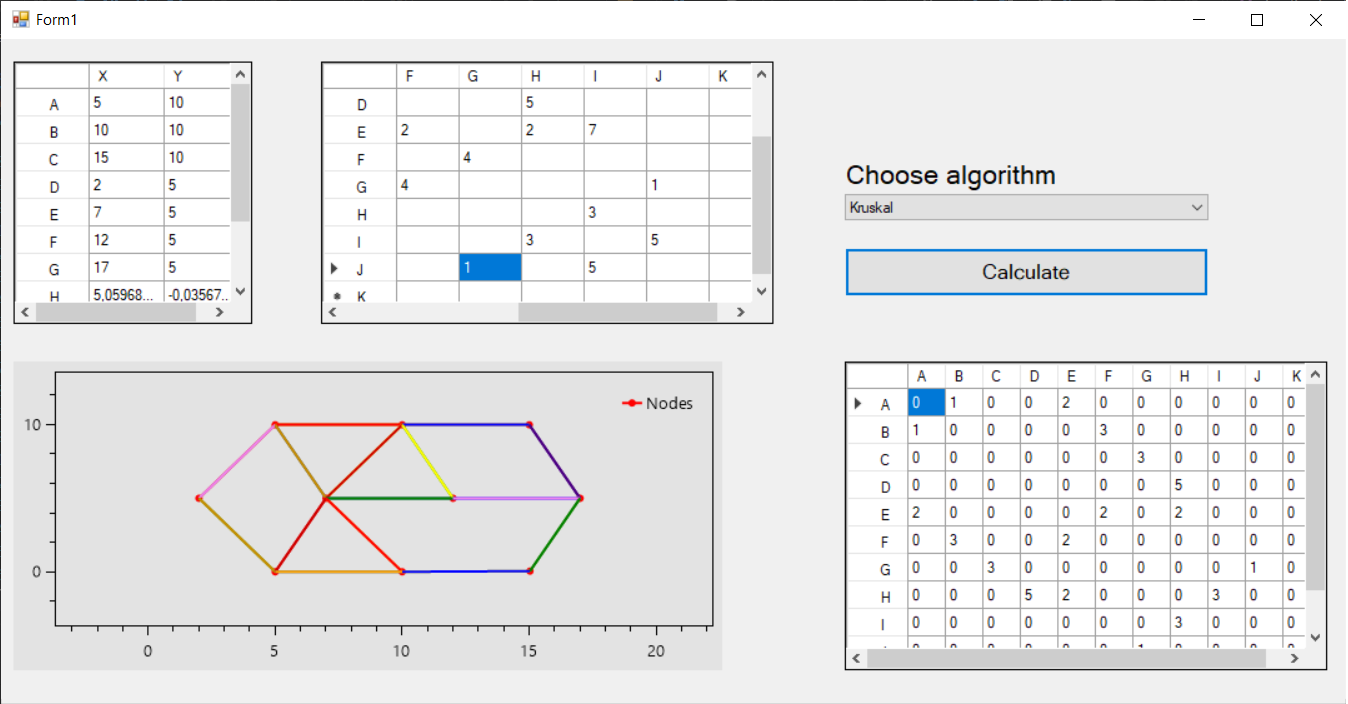 Form1
X Y
A 5 10
B 10 10
C 15 10
D 2 5
E 7 5
F 12 5
G 17 5
H 5,05968... -0,03567...
F G H I J K
D 5
E 2 2 7
F 4
G 4 1
H 3
I 3 5
J 1 5
K
Choose algorithm
Kruskal
Calculate
Nodes
10
0
0 5 10 15 20
A B C D E F G H I J K
A 0 1 0 0 2 0 0 0 0 0 0
B 1 0 0 0 0 3 0 0 0 0 0
C 0 0 0 0 0 0 3 0 0 0 0
D 0 0 0 0 0 0 0 5 0 0 0
E 2 0 0 0 0 2 0 2 0 0 0
F 0 3 0 0 2 0 0 0 0 0 0
G 0 0 3 0 0 0 0 0 0 1 0
H 0 0 0 5 2 0 0 0 3 0 0
I 0 0 0 0 0 0 0 3 0 0 0